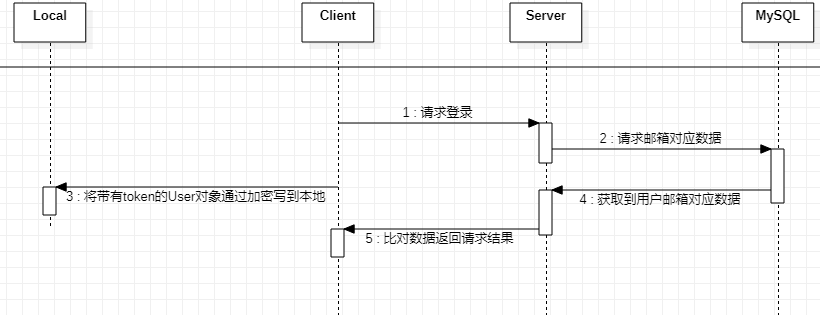 Local
Client
Server
MySQL
1 : 请求登录
2 : 请求邮箱对应数据
3 : 将带有token的User对象通过加密写到本地
4 : 获取到用户邮箱对应数据
5 : 比对数据返回请求结果